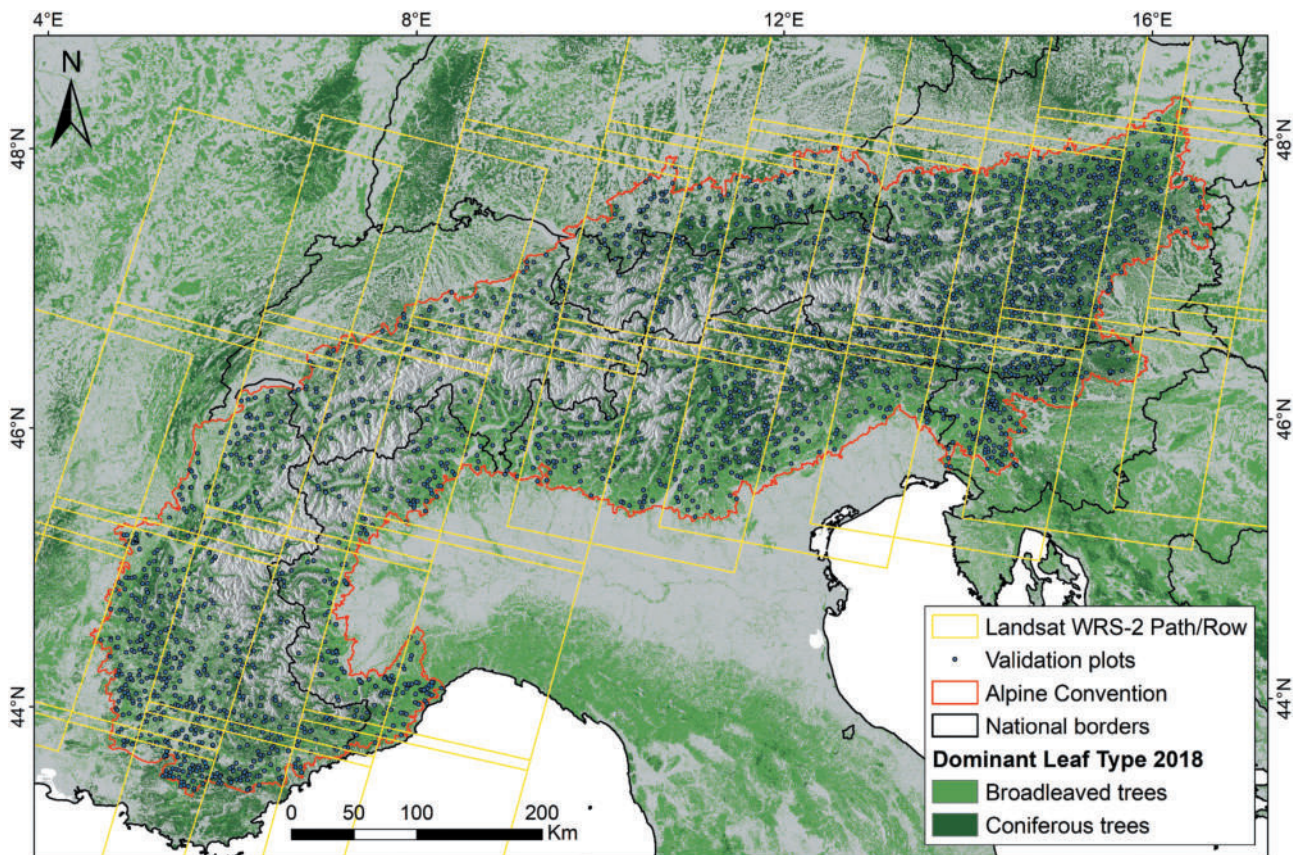 4°E 8°E 12°E 16°E
N
48°N 48°N
46°N 46°N
44°N 44°N
Landsat WRS-2 Path/Row
Validation plots
Alpine Convention
National borders
Dominant Leaf Type 2018
Broadleaved trees
Coniferous trees
0 50 100 200
Km